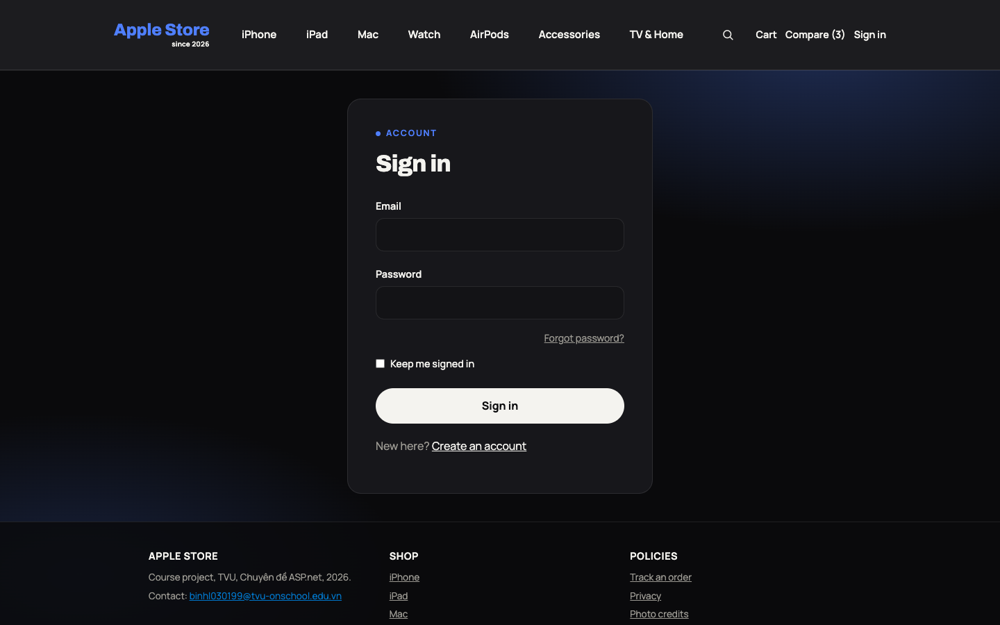 Apple Store
since 2026
iPhone iPad Mac Watch AirPods Accessories TV & Home Cart Compare (3) Sign in
ACCOUNT
Sign in
Email
Password
Forgot password?
Keep me signed in
Sign in
New here? Create an account
APPLE STORE
Course project, TVU, Chuyên đề ASP.net, 2026.
Contact: binhl030199@tvu-onschool.edu.vn
SHOP
iPhone
iPad
Mac
POLICIES
Track an order
Privacy
Photo credits